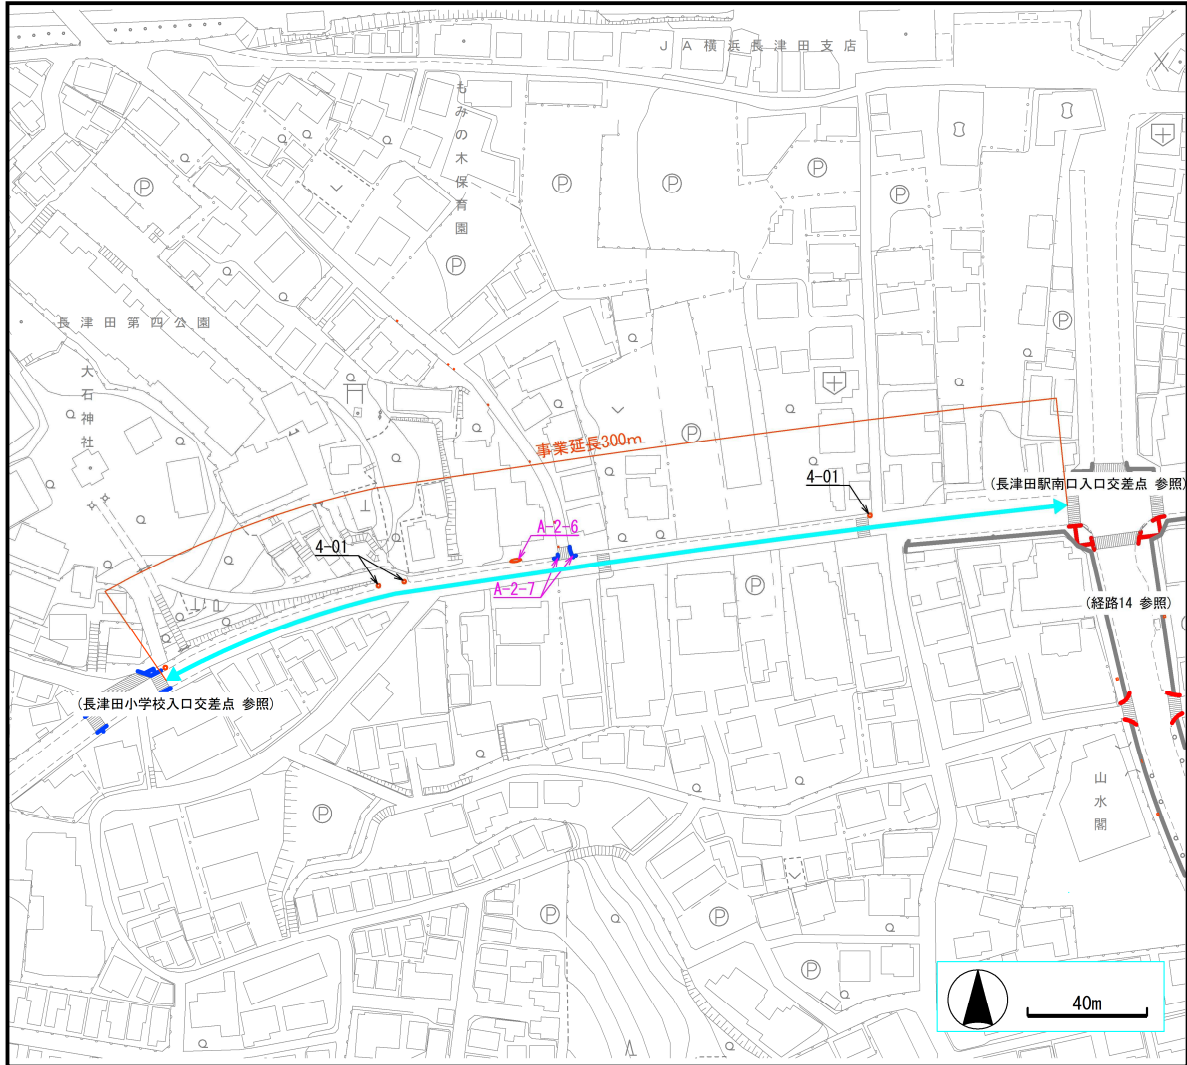 JA横浜長津田支店
もみの木保育園
長津田第四公園
大石神社
事業延長300m
4-01
(長津田駅南口入口交差点 参照)
A-2-6
4-01
A-2-7
(経路14 参照)
(長津田小学校入口交差点 参照)
山水閣
40m
P
P
P
P
P
P
P
P
P
P
P
P
P